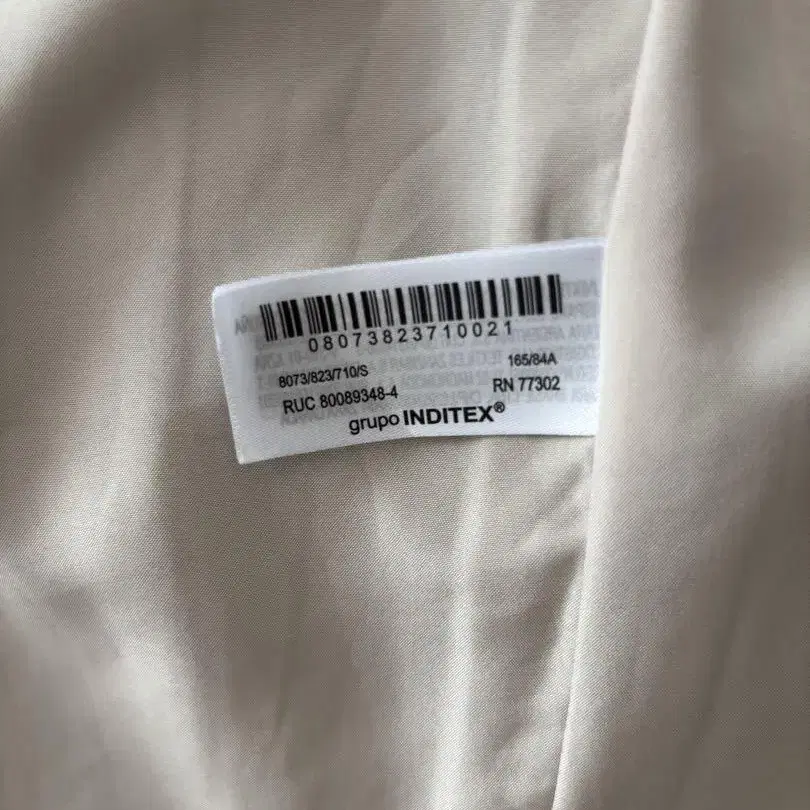 08073823710021
8073/823/710/S 165/84A
RUC 80089348-4 RN 77302
grupo INDITEX®